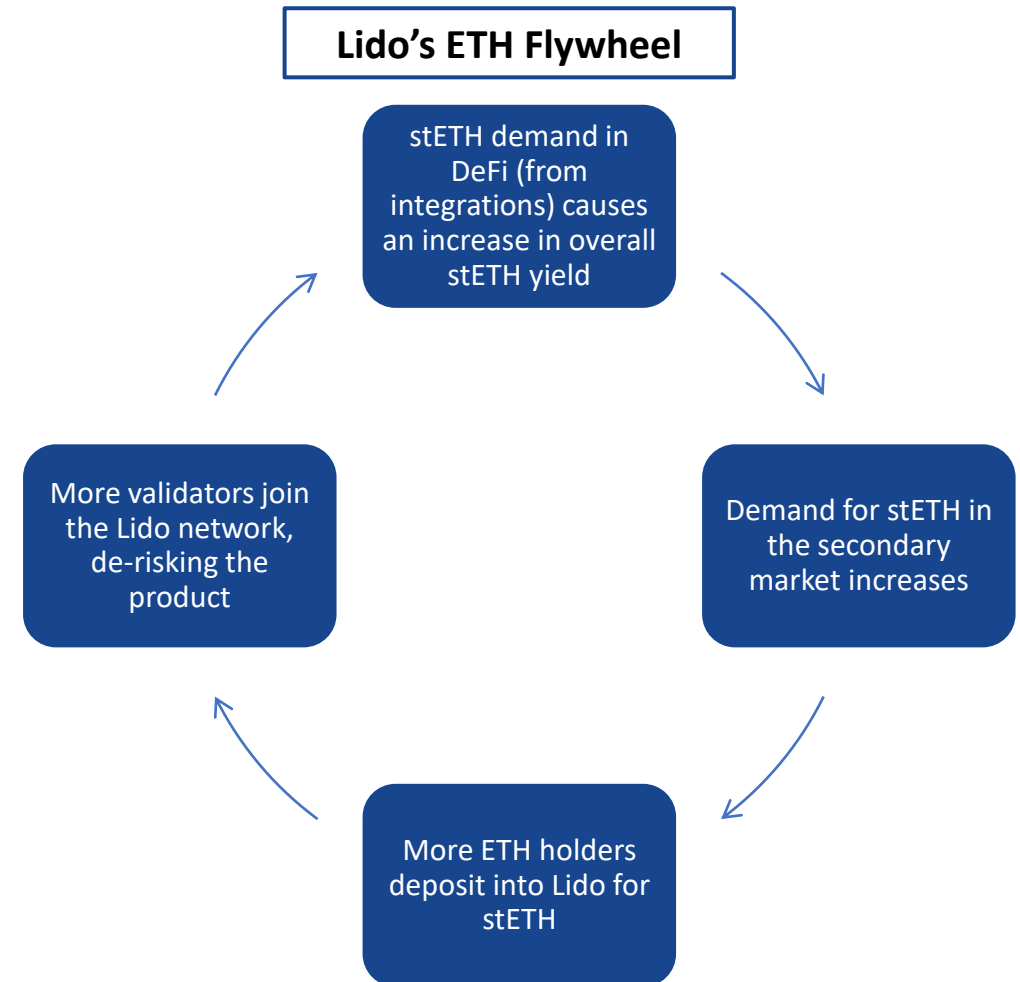 Lido’s ETH Flywheel
stETH demand in
DeFi (from
integrations) causes
an increase in overall
stETH yield
Demand for stETH in
the secondary
market increases
More ETH holders
deposit into Lido for
stETH
More validators join
the Lido network,
de-risking the
product